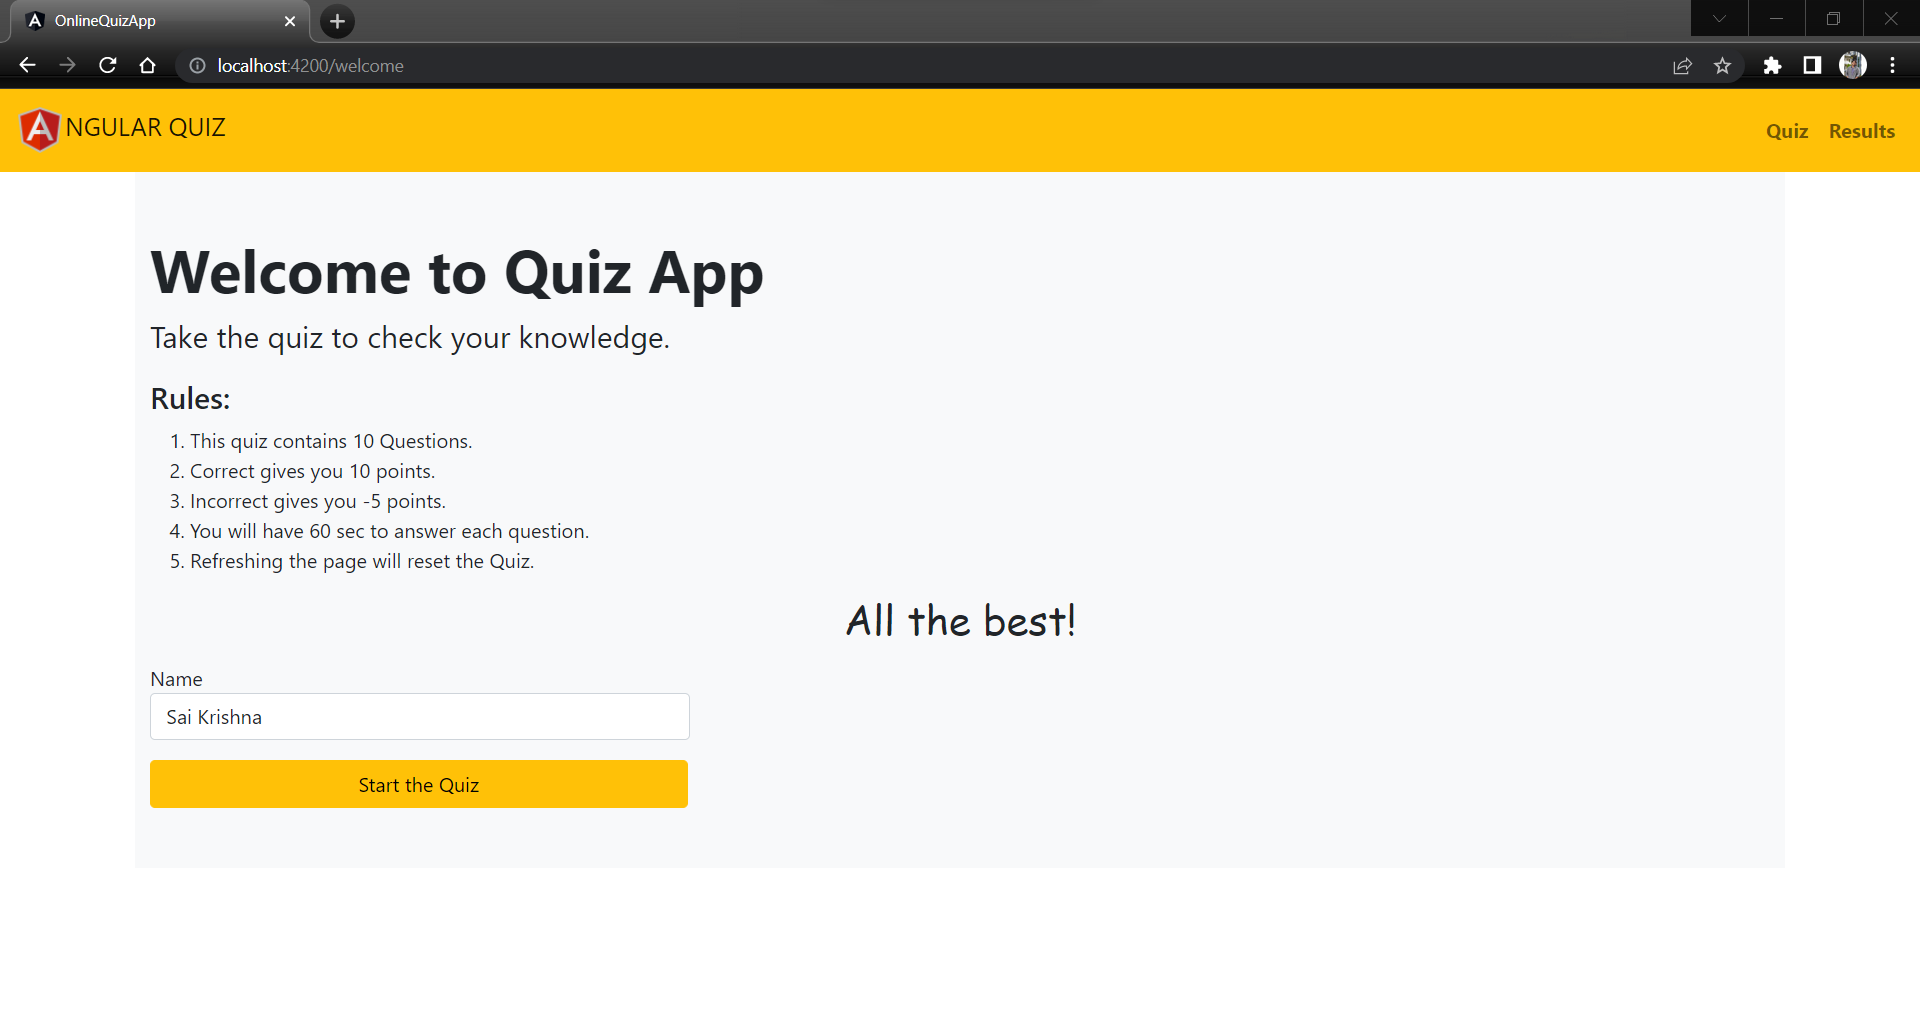 OnlineQuizApp
localhost:4200/welcome
NGULAR QUIZ
Quiz Results
Welcome to Quiz App
Take the quiz to check your knowledge.
Rules:
1. This quiz contains 10 Questions.
2. Correct gives you 10 points.
3. Incorrect gives you -5 points.
4. You will have 60 sec to answer each question.
5. Refreshing the page will reset the Quiz.
All the best!
Name
Sai Krishna
Start the Quiz